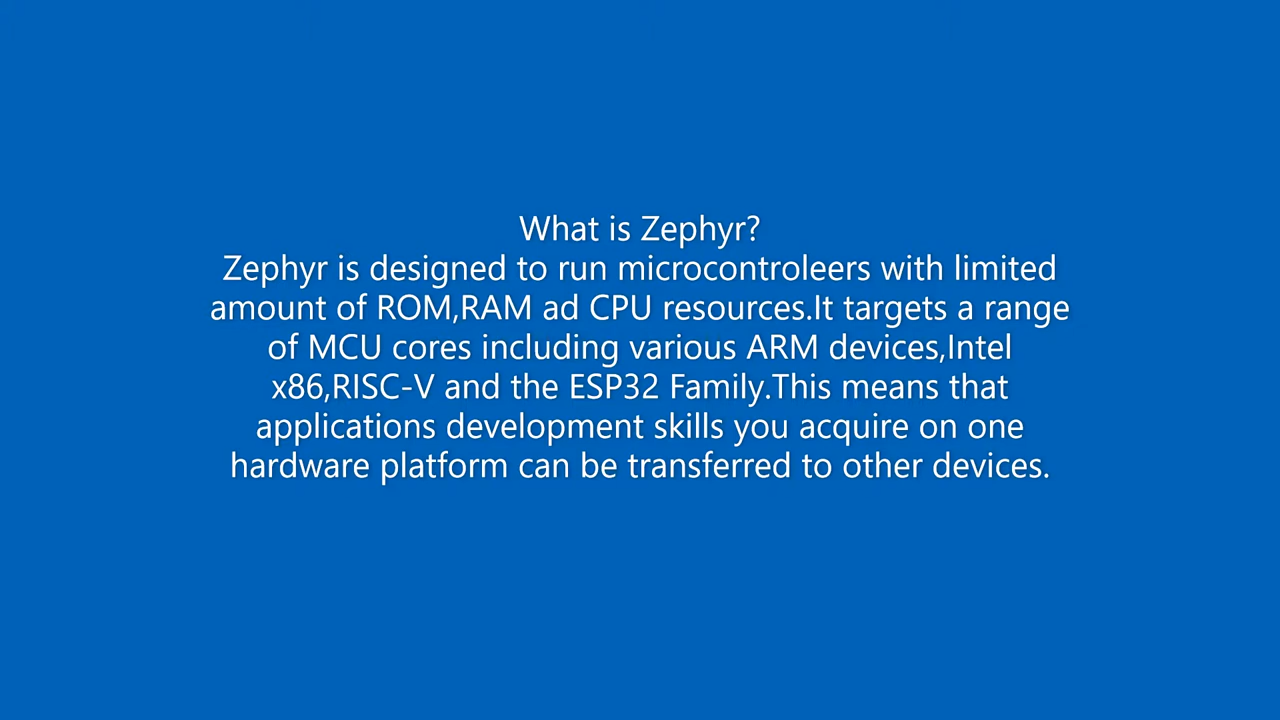 What is Zephyr?
Zephyr is designed to run microcontroleers with limited
amount of ROM,RAM ad CPU resources.It targets a range
of MCU cores including various ARM devices,Intel
x86,RISC-V and the ESP32 Family.This means that
applications development skills you acquire on one
hardware platform can be transferred to other devices.